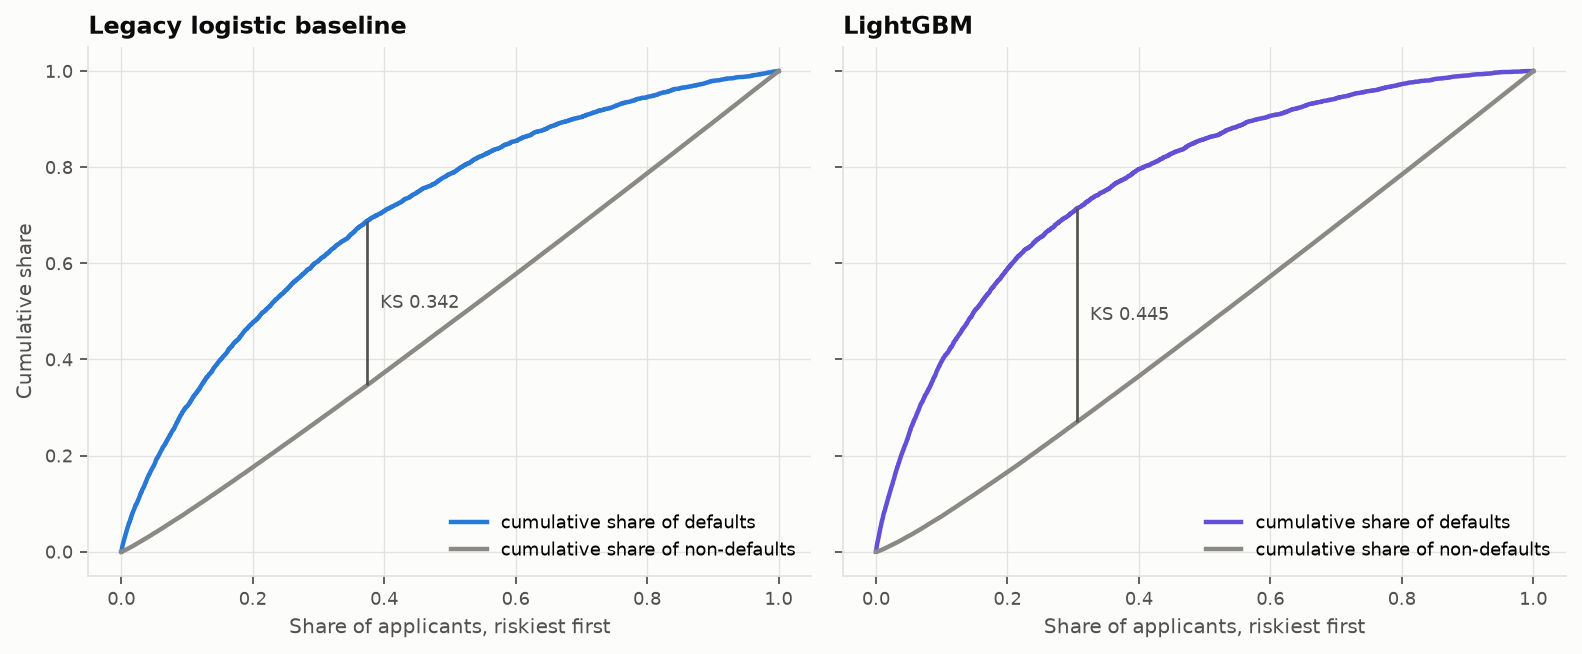 Legacy logistic baseline
1.0
0.8
0.6
0.4
0.2
0.0
Cumulative share
KS 0.342
cumulative share of defaults
cumulative share of non-defaults
0.0 0.2 0.4 0.6 0.8 1.0
Share of applicants, riskiest first
LightGBM
KS 0.445
cumulative share of defaults
cumulative share of non-defaults
0.0 0.2 0.4 0.6 0.8 1.0
Share of applicants, riskiest first